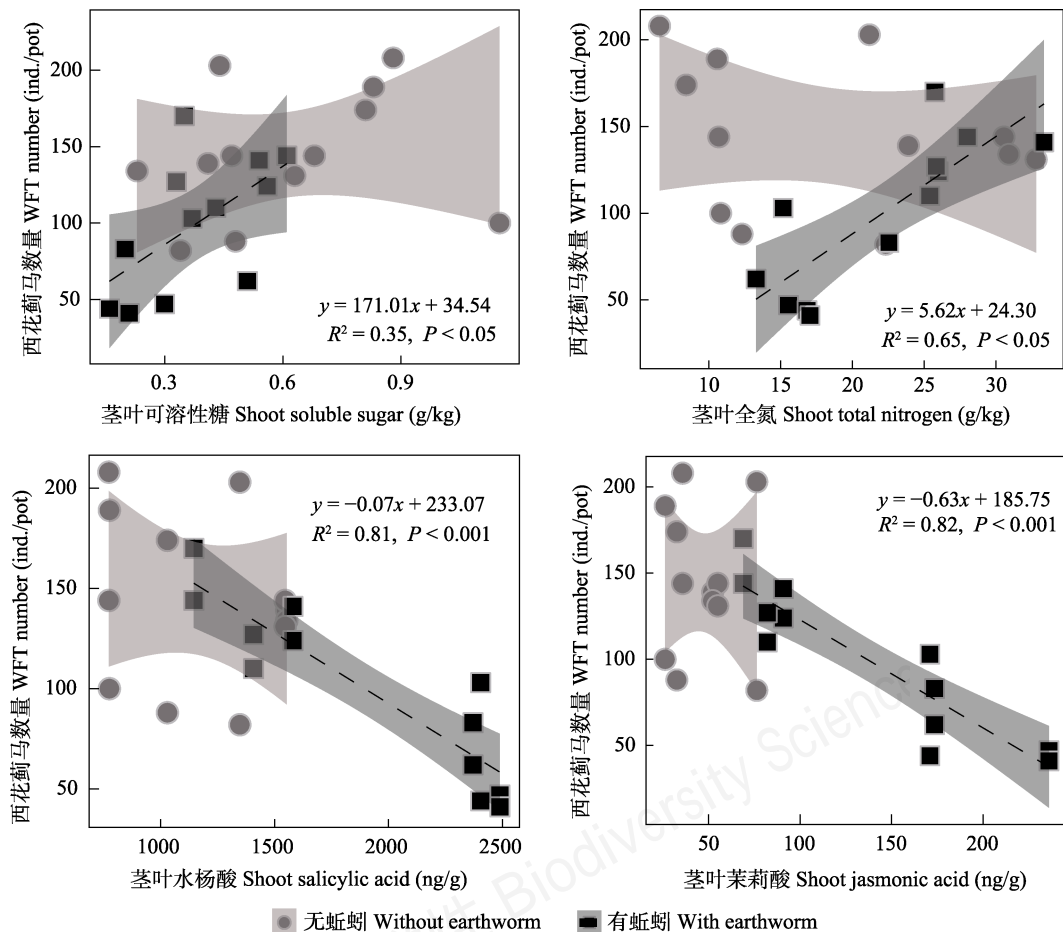 西花蓟马数量 WFT number (ind./pot)
200
150
100
50
y = 171.01x + 34.54
R² = 0.35, P < 0.05
0.3 0.6 0.9
茎叶可溶性糖 Shoot soluble sugar (g/kg)
西花蓟马数量 WFT number (ind./pot)
200
150
100
50
y = 5.62x + 24.30
R² = 0.65, P < 0.05
10 15 20 25 30
茎叶全氮 Shoot total nitrogen (g/kg)
西花蓟马数量 WFT number (ind./pot)
200
150
100
50
y = −0.07x + 233.07
R² = 0.81, P < 0.001
1000 1500 2000 2500
茎叶水杨酸 Shoot salicylic acid (ng/g)
西花蓟马数量 WFT number (ind./pot)
200
150
100
50
y = −0.63x + 185.75
R² = 0.82, P < 0.001
50 100 150 200
茎叶茉莉酸 Shoot jasmonic acid (ng/g)
无蚯蚓 Without earthworm 有蚯蚓 With earthworm
Biodiversity Science